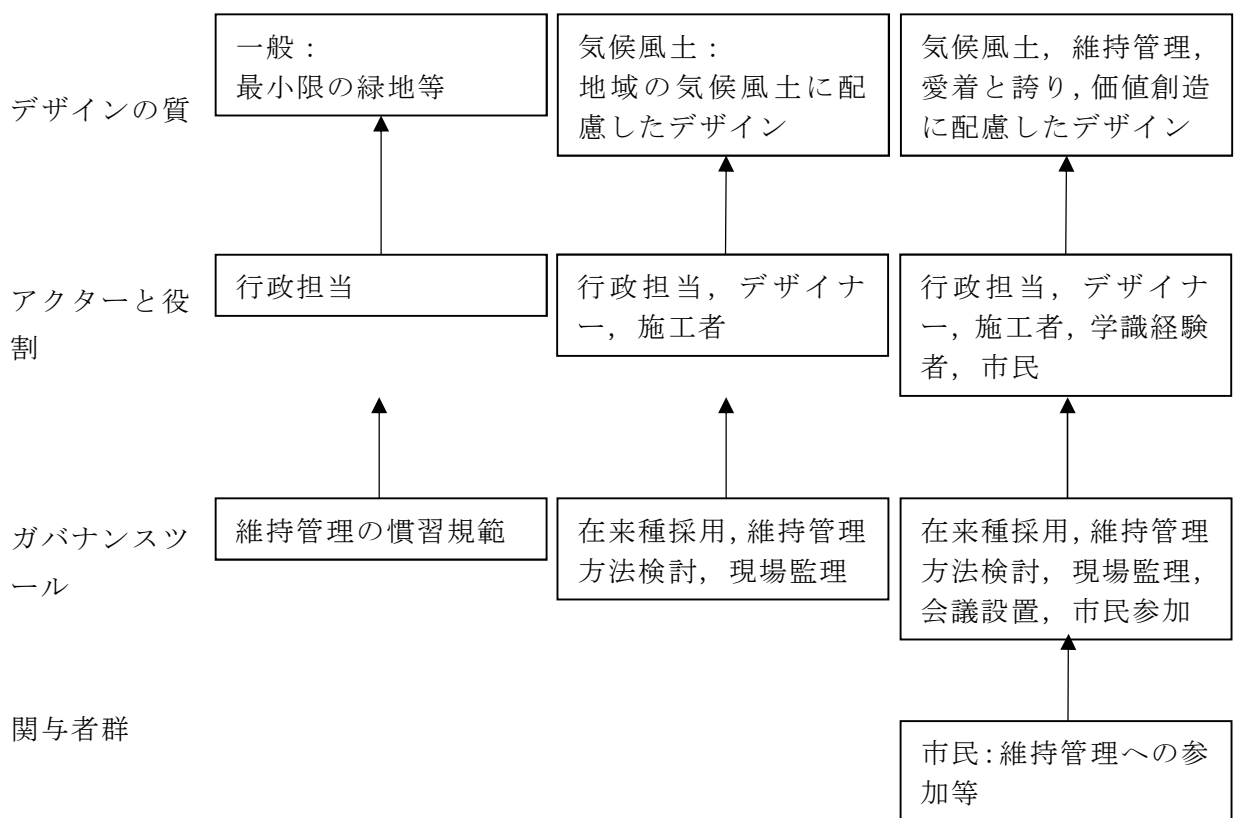 デザインの質
一般：
最小限の緑地等
気候風土：
地域の気候風土に配
慮したデザイン
気候風土，維持管理，
愛着と誇り，価値創造
に配慮したデザイン
アクターと役
割
行政担当
行政担当，デザイナ
ー，施工者
行政担当，デザイナ
ー，施工者，学識経験
者，市民
ガバナンスツ
ール
維持管理の慣習規範
在来種採用，維持管理
方法検討，現場監理
在来種採用，維持管理
方法検討，現場監理，
会議設置，市民参加
関与者群
市民：維持管理への参
加等